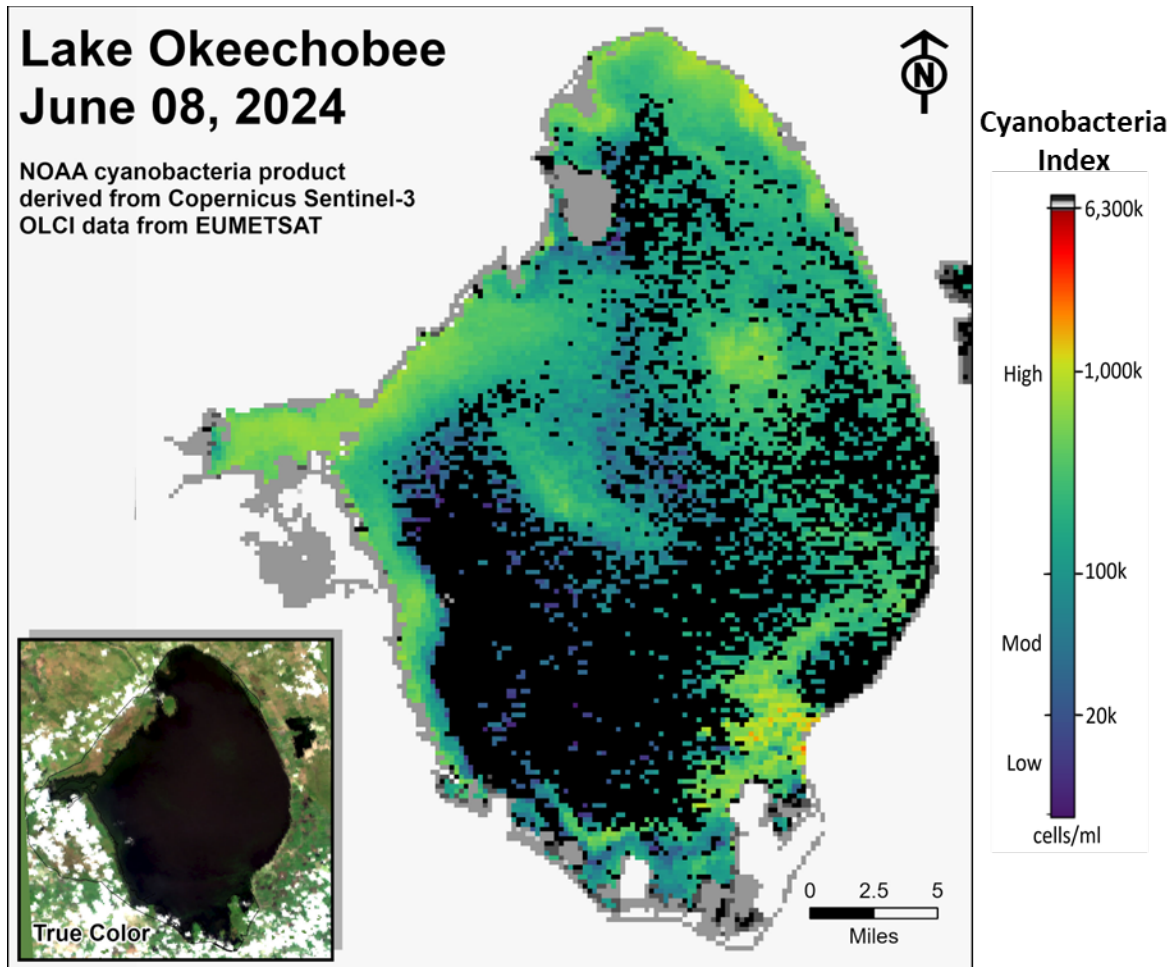 Lake Okeechobee
June 08, 2024
NOAA cyanobacteria product
derived from Copernicus Sentinel-3
OLCI data from EUMETSAT
N
Cyanobacteria
Index
6,300k
High
1,000k
100k
Mod
20k
Low
cells/ml
True Color
0 2.5 5
Miles